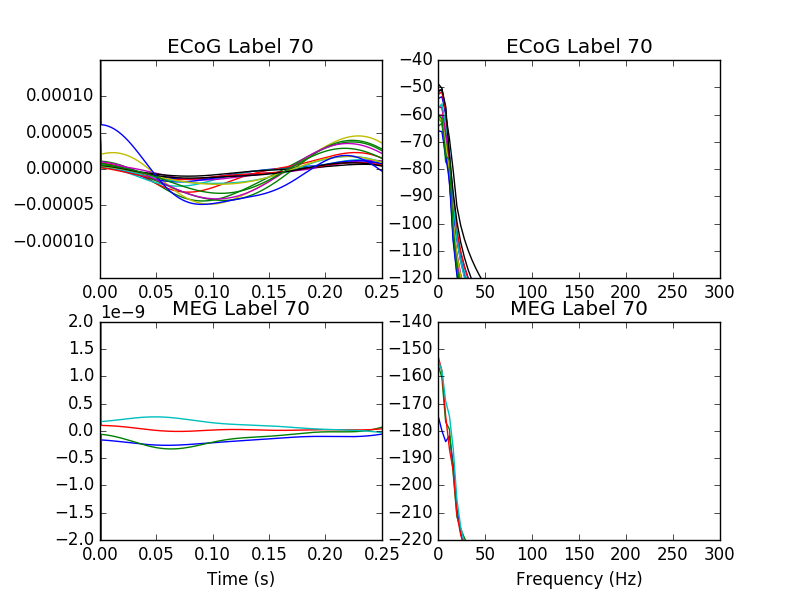 ECoG Label 70
0.00010
0.00005
0.00000
−0.00005
−0.00010
0.00 0.05 0.10 0.15 0.20 0.25
ECoG Label 70
−40
−50
−60
−70
−80
−90
−100
−110
−120
0 50 100 150 200 250 300
MEG Label 70
1e−9
2.0
1.5
1.0
0.5
0.0
−0.5
−1.0
−1.5
−2.0
0.00 0.05 0.10 0.15 0.20 0.25
Time (s)
MEG Label 70
−140
−150
−160
−170
−180
−190
−200
−210
−220
0 50 100 150 200 250 300
Frequency (Hz)